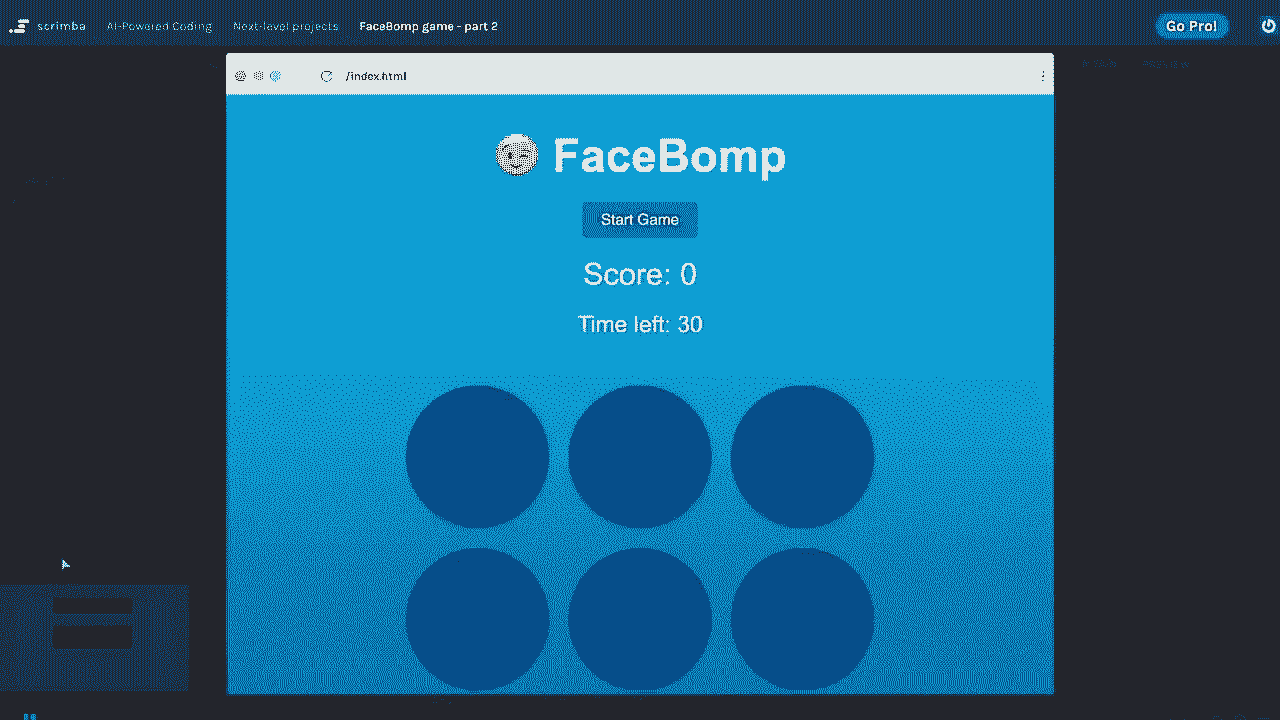 scrimba AI-Powered Coding Next-level projects FaceBomp game - part 2 Go Pro!
/index.html
FaceBomp
Start Game
Score: 0
Time left: 30